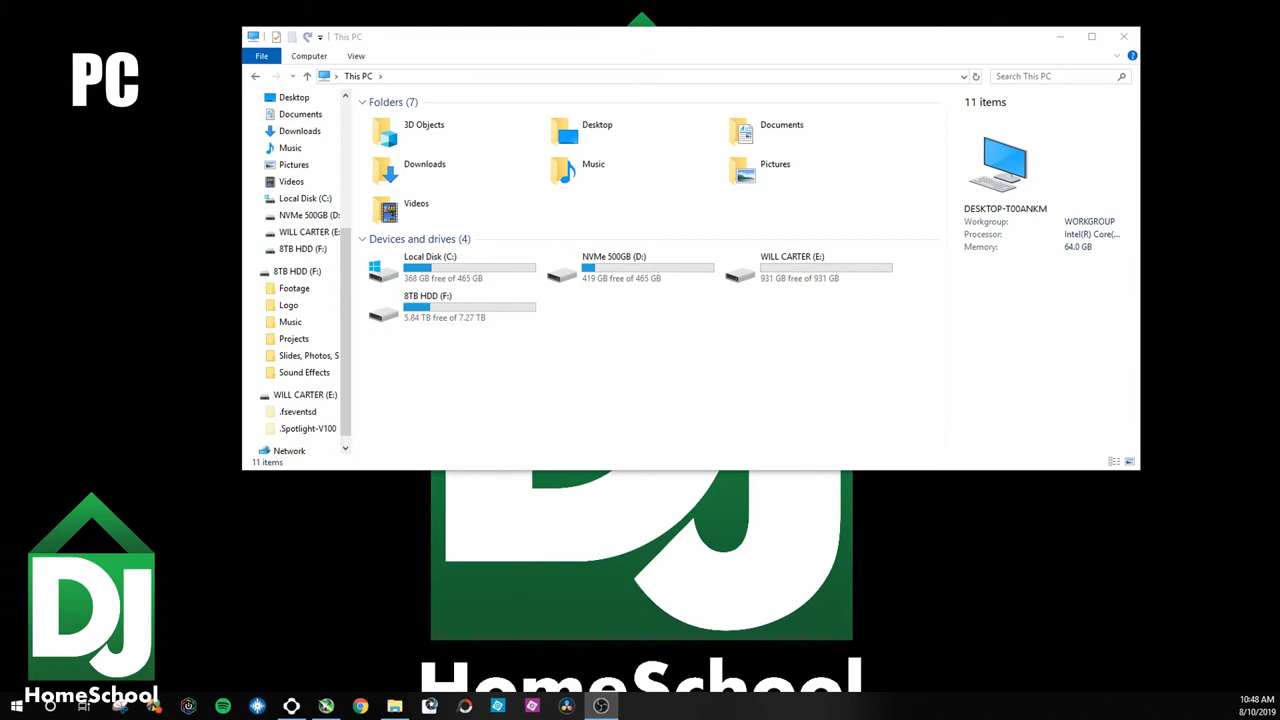 PC
This PC
File
Computer
View
This PC
Search This PC
Desktop
Documents
Downloads
Music
Pictures
Videos
Local Disk (C:)
NVMe 500GB (D:
WILL CARTER (E:
8TB HDD (F:)
8TB HDD (F:)
Footage
Logo
Music
Projects
Slides, Photos, S
Sound Effects
WILL CARTER (E:)
.fseventsd
.Spotlight-V100
Network
11 items
Folders (7)
3D Objects
Desktop
Documents
Downloads
Music
Pictures
Videos
Devices and drives (4)
Local Disk (C:)
368 GB free of 465 GB
NVMe 500GB (D:)
419 GB free of 465 GB
WILL CARTER (E:)
931 GB free of 931 GB
8TB HDD (F:)
5.84 TB free of 7.27 TB
11 items
DESKTOP-T00ANKM
Workgroup: WORKGROUP
Processor: Intel(R) Core(...
Memory: 64.0 GB
DJ
HomeSchool
DJ
HomeSchool
10:48 AM
8/10/2019